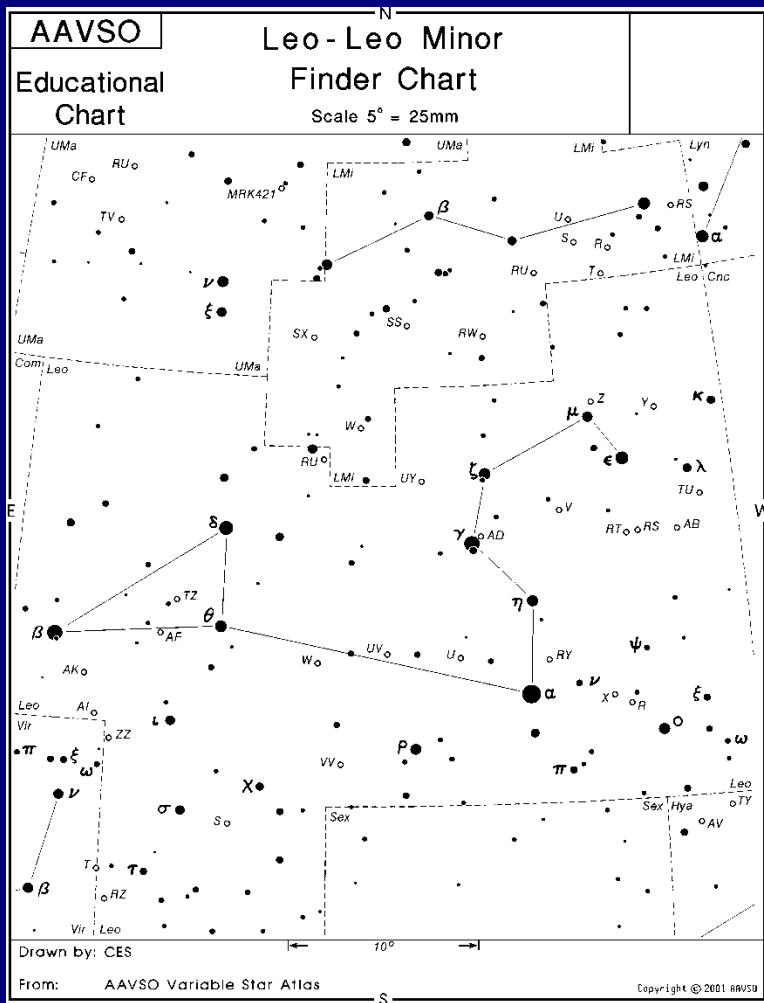 N
AAVSO
Educational
Chart
Leo-Leo Minor
Finder Chart
Scale 5° = 25mm
UMa
RU
CF
TV
MRK421
LMi
UMa
LMi
Lyn
β
U
S
R
RS
α
RU
T
LMi
Leo
Cnc
ν
ξ
SX
SS
RW
UMa
Com
Leo
UMa
W
RU
LMi
UY
μ
Z
Y
κ
ε
λ
ζ
TU
V
RT
RS
AB
E
W
δ
γ
AD
TZ
η
β
θ
AF
AK
W
UV
U
RY
ψ
α
ν
X
R
ξ
Leo
Vir
AI
ZZ
ι
ρ
ο
ω
π
ξ
ω
VV
π
ν
χ
σ
S
Sex
Sex
Hya
Leo
TY
AV
T
τ
β
RZ
Vir
Leo
Drawn by: CES
10°
From: AAVSO Variable Star Atlas
Copyright © 2001 AAVSO
S